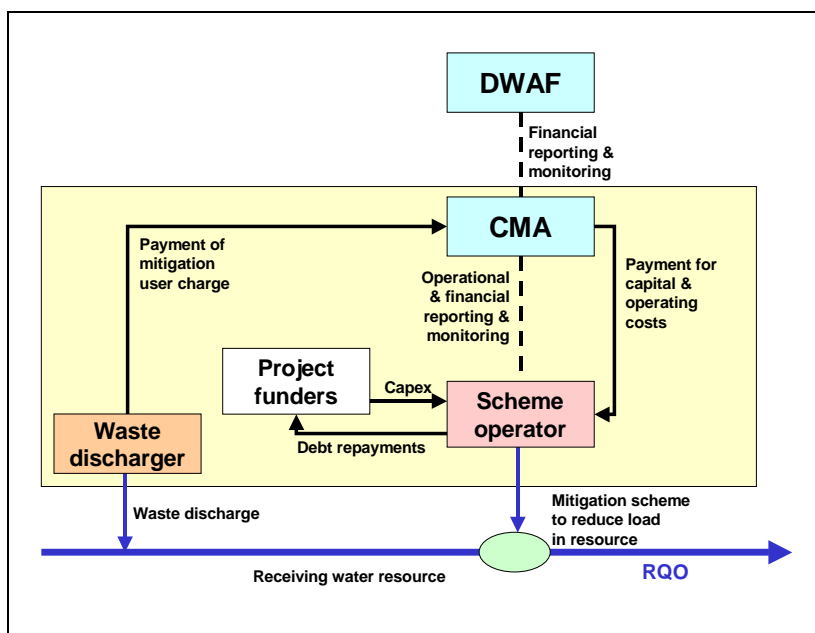 DWAF
Financial
reporting &
monitoring
CMA
Payment of
mitigation
user charge
Operational
& financial
reporting &
monitoring
Payment for
capital &
operating
costs
Project
funders
Capex
Scheme
operator
Waste
discharger
Debt repayments
Waste discharge
Mitigation scheme
to reduce load
in resource
Receiving water resource
RQO